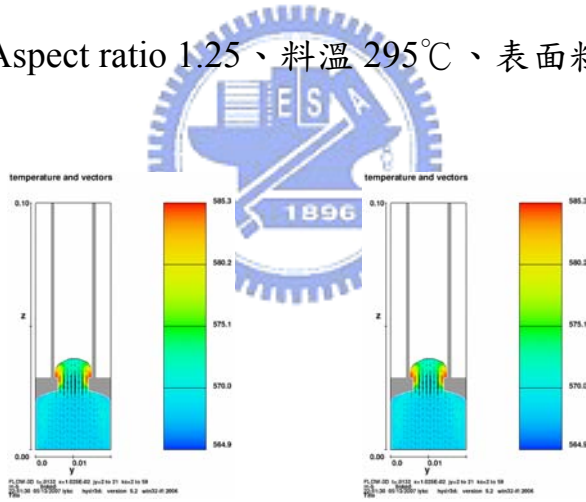 Aspect ratio 1.25、料溫 295℃、表面
E S A
1896
temperature and vectors
585.3
580.2
575.1
570.0
564.9
0.10
z
0.00
0.0 0.01
y
temperature and vectors
585.3
580.2
575.1
570.0
564.9
0.10
z
0.00
0.0 0.01
y